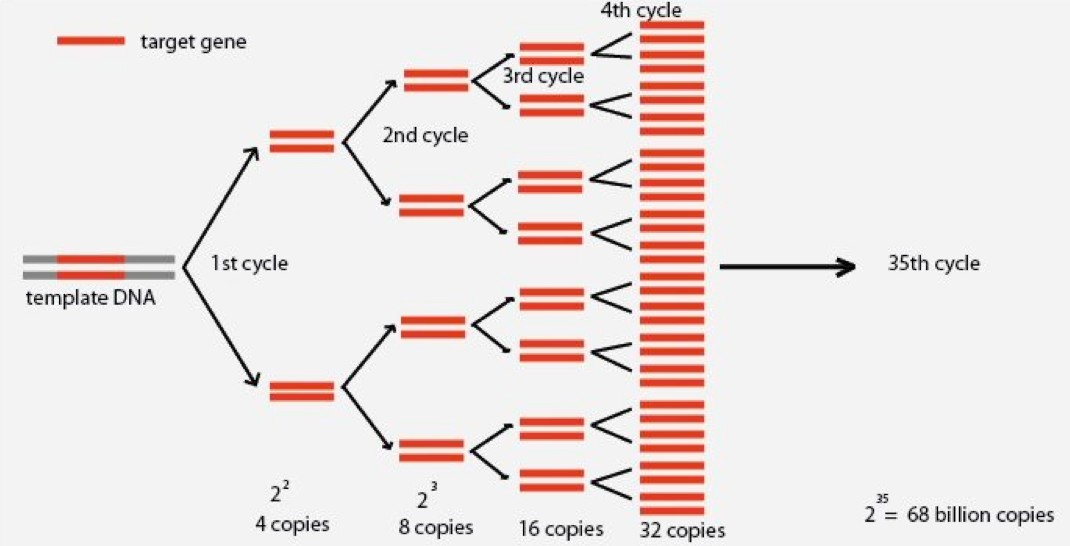 4th cycle
target gene
3rd cycle
2nd cycle
1st cycle
35th cycle
template DNA
2²
4 copies
2³
8 copies
16 copies
32 copies
2³⁵= 68 billion copies